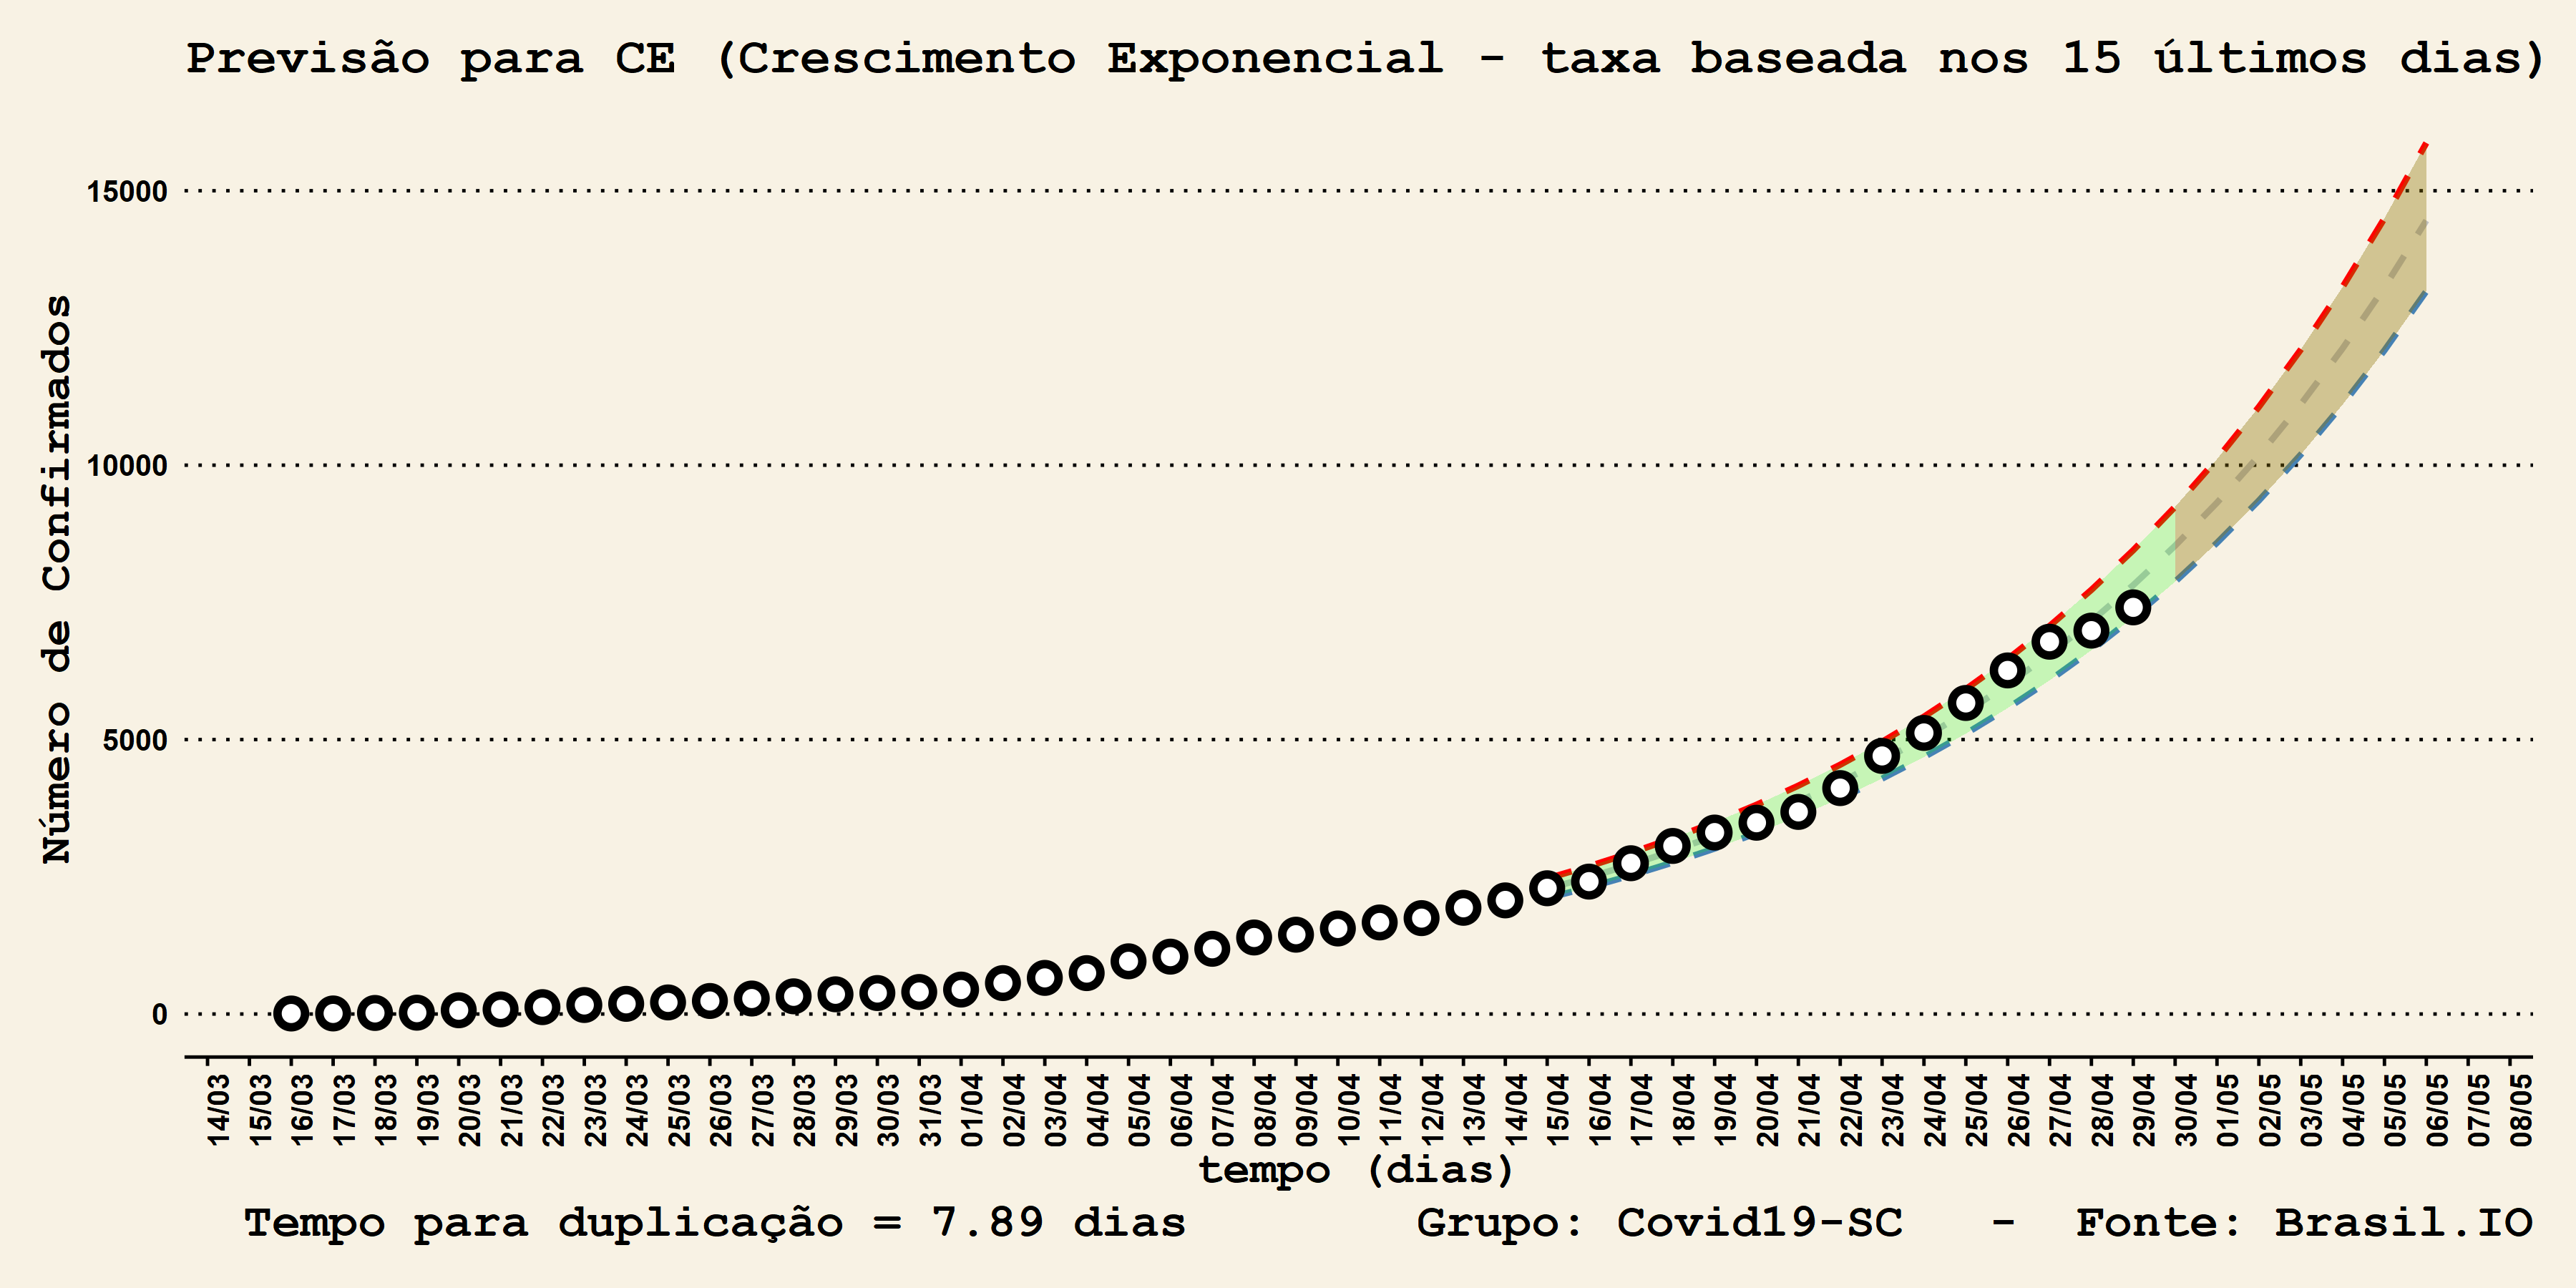 Previsão para CE (Crescimento Exponencial - taxa baseada nos 15 últimos dias)
Número de Confirmados
15000
10000
5000
0
14/03 15/03 16/03 17/03 18/03 19/03 20/03 21/03 22/03 23/03 24/03 25/03 26/03 27/03 28/03 29/03 30/03 31/03 01/04 02/04 03/04 04/04 05/04 06/04 07/04 08/04 09/04 10/04 11/04 12/04 13/04 14/04 15/04 16/04 17/04 18/04 19/04 20/04 21/04 22/04 23/04 24/04 25/04 26/04 27/04 28/04 29/04 30/04 01/05 02/05 03/05 04/05 05/05 06/05 07/05 08/05
tempo (dias)
Tempo para duplicação = 7.89 dias Grupo: Covid19-SC - Fonte: Brasil.IO